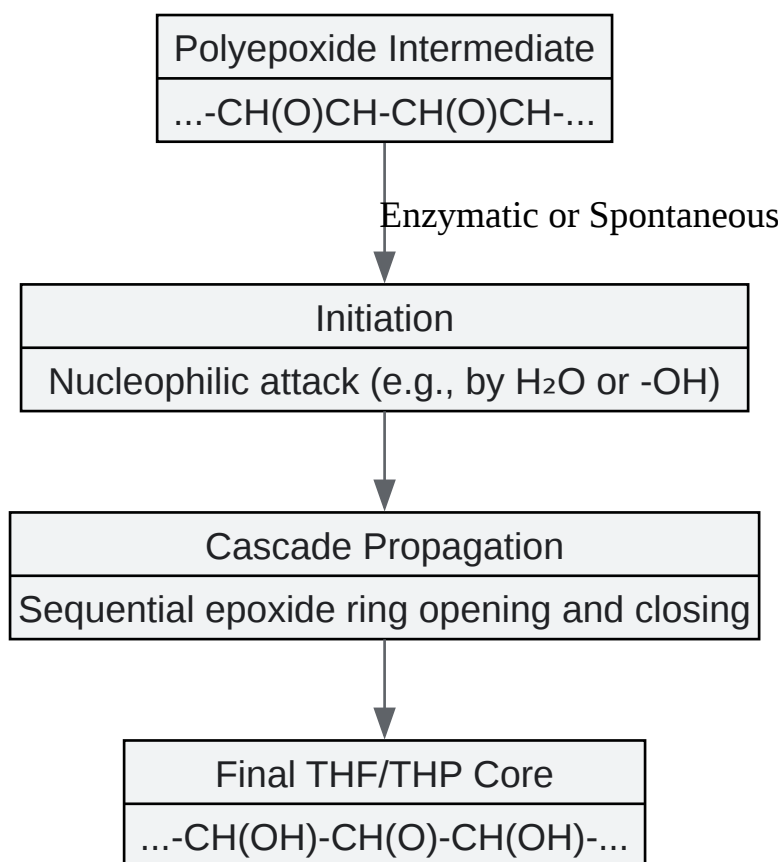 Polyepoxide Intermediate
...-CH(O)CH-CH(O)CH-...
Enzymatic or Spontaneous
Initiation
Nucleophilic attack (e.g., by H₂O or -OH)
Cascade Propagation
Sequential epoxide ring opening and closing
Final THF/THP Core
...-CH(OH)-CH(O)-CH(OH)-...